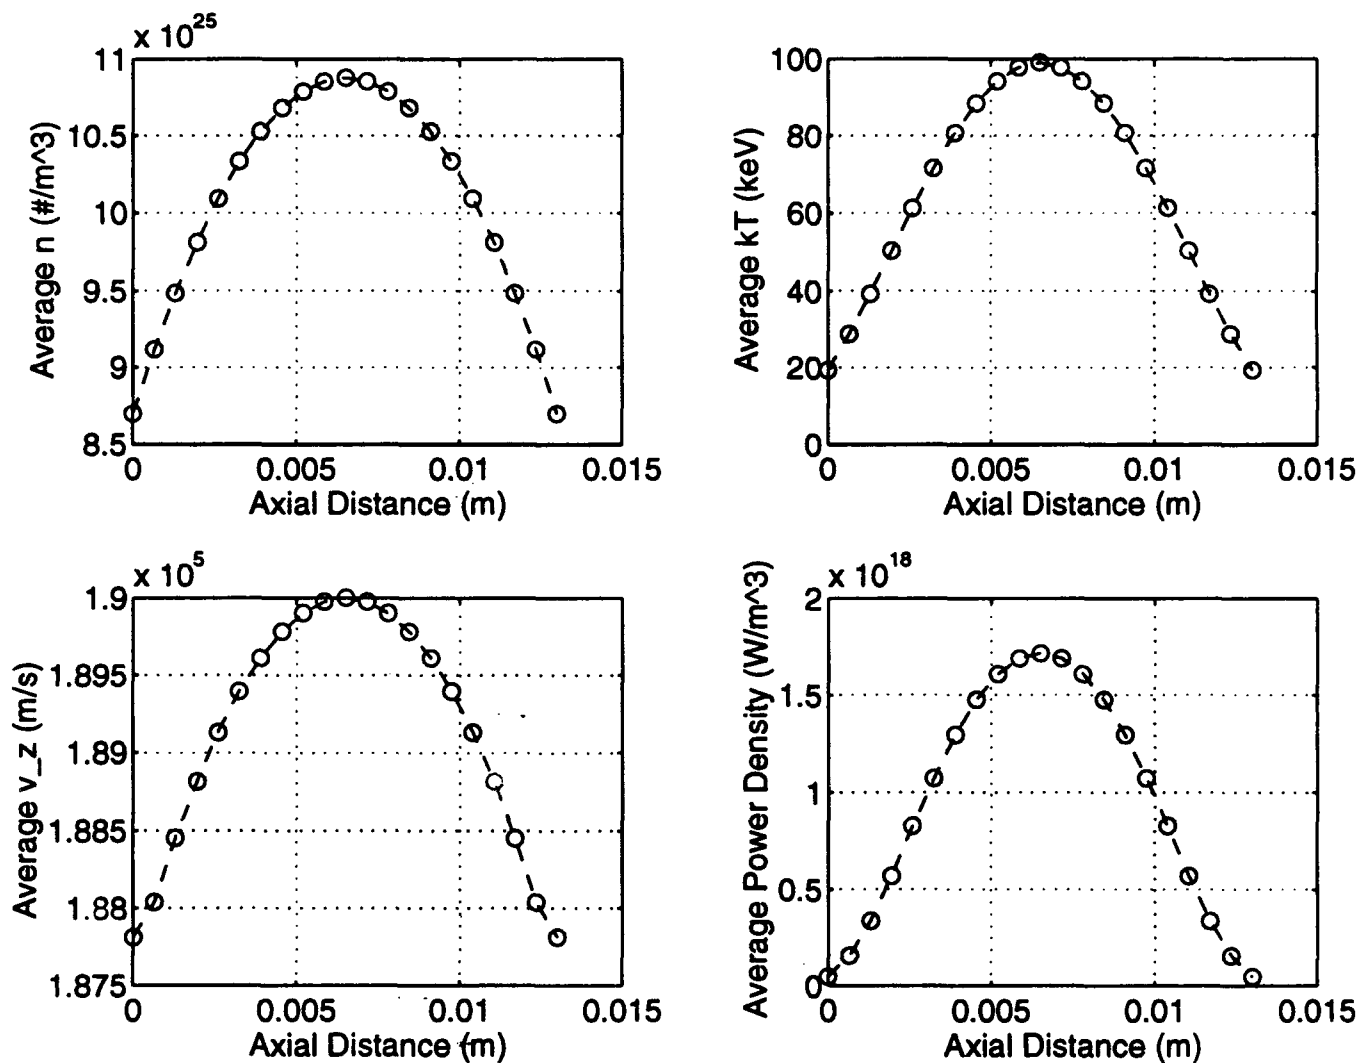 x 10^25
11
10.5
10
9.5
9
8.5
0 0.005 0.01 0.015
Average n (#/m^3)
Axial Distance (m)
100
80
60
40
20
0
0 0.005 0.01 0.015
Average kT (keV)
Axial Distance (m)
x 10^5
1.9
1.895
1.89
1.885
1.88
1.875
0 0.005 0.01 0.015
Average v_z (m/s)
Axial Distance (m)
x 10^18
2
1.5
1
0.5
0
0 0.005 0.01 0.015
Average Power Density (W/m^3)
Axial Distance (m)